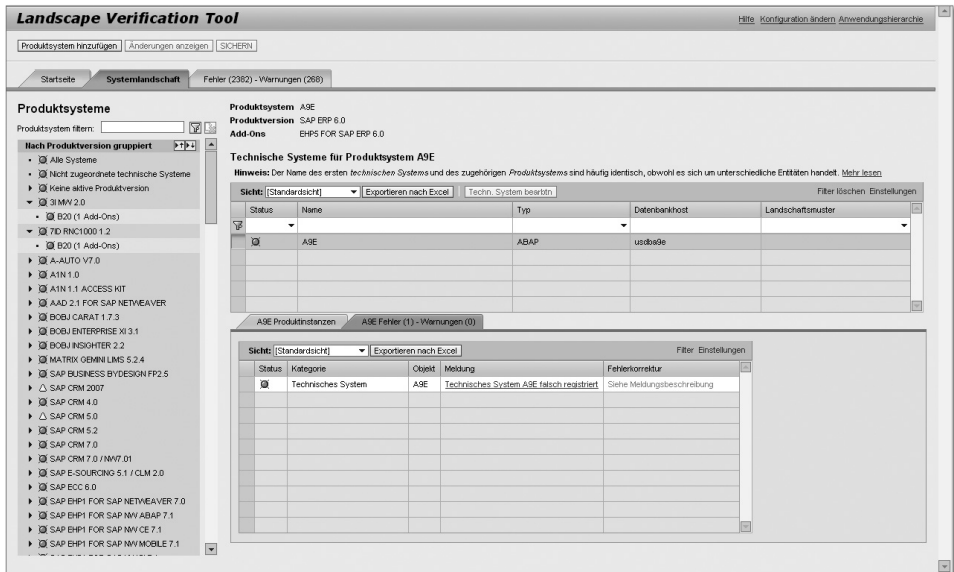 Landscape Verification Tool
Hilfe Konfiguration ändern Anwendungshierarchie
Produktsystem hinzufügen Änderungen anzeigen SICHERN
Startseite Systemlandschaft Fehler (2382) - Warnungen (268)
Produktsysteme
Produktsystem filtern:
Nach Produktversion gruppiert
Alle Systeme
Nicht zugeordnete technische Systeme
Keine aktive Produktversion
3I MW 2.0
B20 (1 Add-Ons)
7ID RNC1000 1.2
B20 (1 Add-Ons)
A-AUTO V7.0
A1N 1.0
A1N 1.1 ACCESS KIT
AAD 2.1 FOR SAP NETWEAVER
BOBJ CARAT 1.7.3
BOBJ ENTERPRISE XI 3.1
BOBJ INSIGHTER 2.2
MATRIX GEMINI LIMS 5.2.4
SAP BUSINESS BYDESIGN FP2.5
SAP CRM 2007
SAP CRM 4.0
SAP CRM 5.0
SAP CRM 5.2
SAP CRM 7.0
SAP CRM 7.0 / NW7.01
SAP E-SOURCING 5.1 / CLM 2.0
SAP ECC 6.0
SAP EHP1 FOR SAP NETWEAVER 7.0
SAP EHP1 FOR SAP NW ABAP 7.1
SAP EHP1 FOR SAP NW CE 7.1
SAP EHP1 FOR SAP NW MOBILE 7.1
Produktsystem A9E
Produktversion SAP ERP 6.0
Add-Ons EHP5 FOR SAP ERP 6.0
Technische Systeme für Produktsystem A9E
Hinweis: Der Name des ersten technischen Systems und des zugehörigen Produktsystems sind häufig identisch, obwohl es sich um unterschiedliche Entitäten handelt. Mehr lesen
Sicht: [Standardsicht] Exportieren nach Excel Techn. System bearbtn Filter löschen Einstellungen
Status Name Typ Datenbankhost Landschaftsmuster
A9E ABAP usdba9e
A9E Produktinstanzen A9E Fehler (1) - Warnungen (0)
Sicht: [Standardsicht] Exportieren nach Excel Filter Einstellungen
Status Kategorie Objekt Meldung Fehlerkorrektur
Technisches System A9E Technisches System A9E falsch registriert Siehe Meldungsbeschreibung